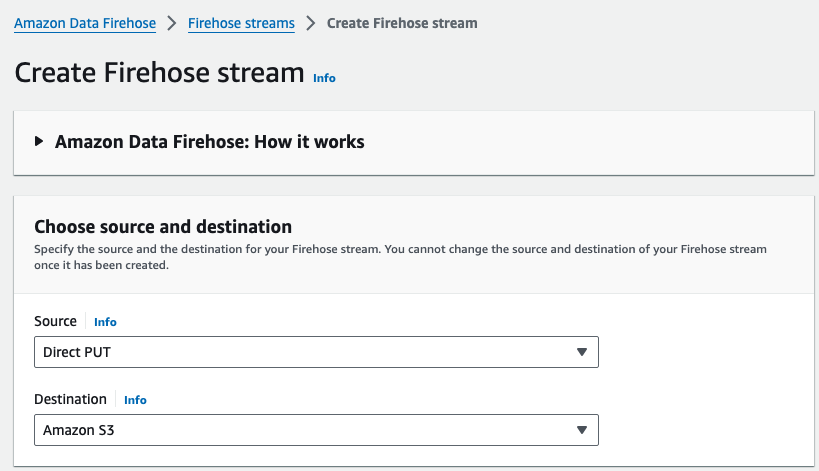 Amazon Data Firehose > Firehose streams > Create Firehose stream
Create Firehose stream Info
Amazon Data Firehose: How it works
Choose source and destination
Specify the source and the destination for your Firehose stream. You cannot change the source and destination of your Firehose stream
once it has been created.
Source Info
Direct PUT
Destination Info
Amazon S3